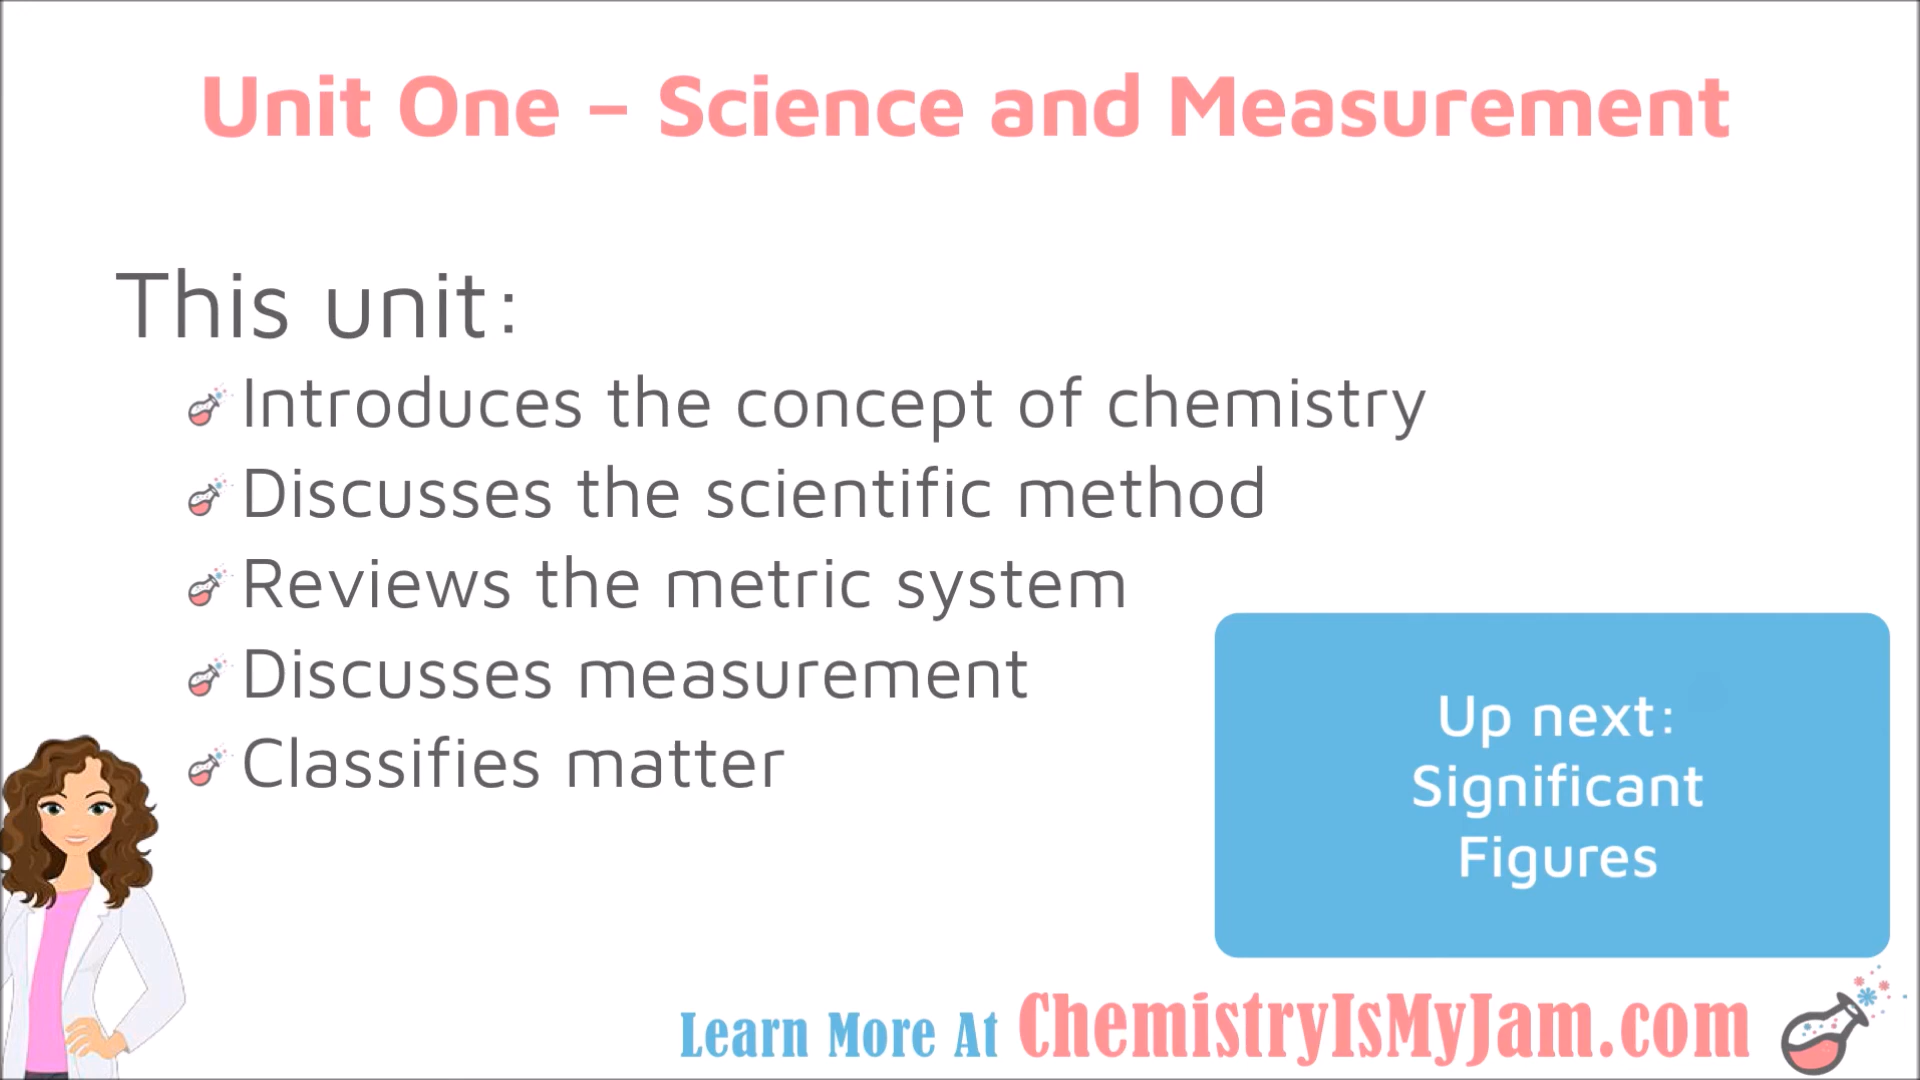 Unit One – Science and Measurement
This unit:
Introduces the concept of chemistry
Discusses the scientific method
Reviews the metric system
Discusses measurement
Classifies matter
Up next:
Significant
Figures
Learn More At ChemistryIsMyJam.com